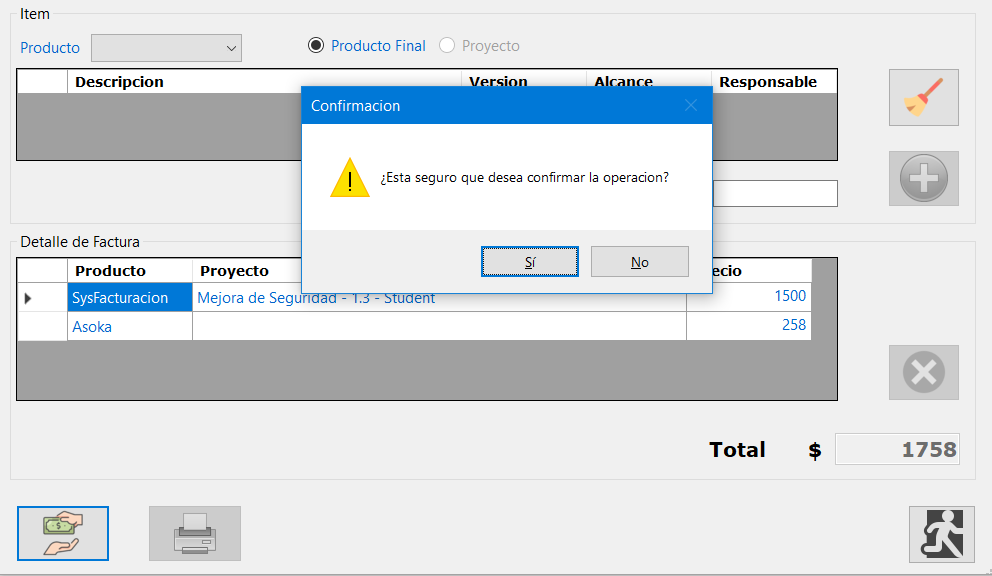 Item
Producto
Producto Final
Proyecto
Descripcion Version Alcance Responsable
Confirmacion
¿Esta seguro que desea confirmar la operacion?
Sí No
Detalle de Factura
Producto Proyecto
SysFacturacion Mejora de Seguridad - 1.3 - Student 1500
Asoka 258
Total $ 1758